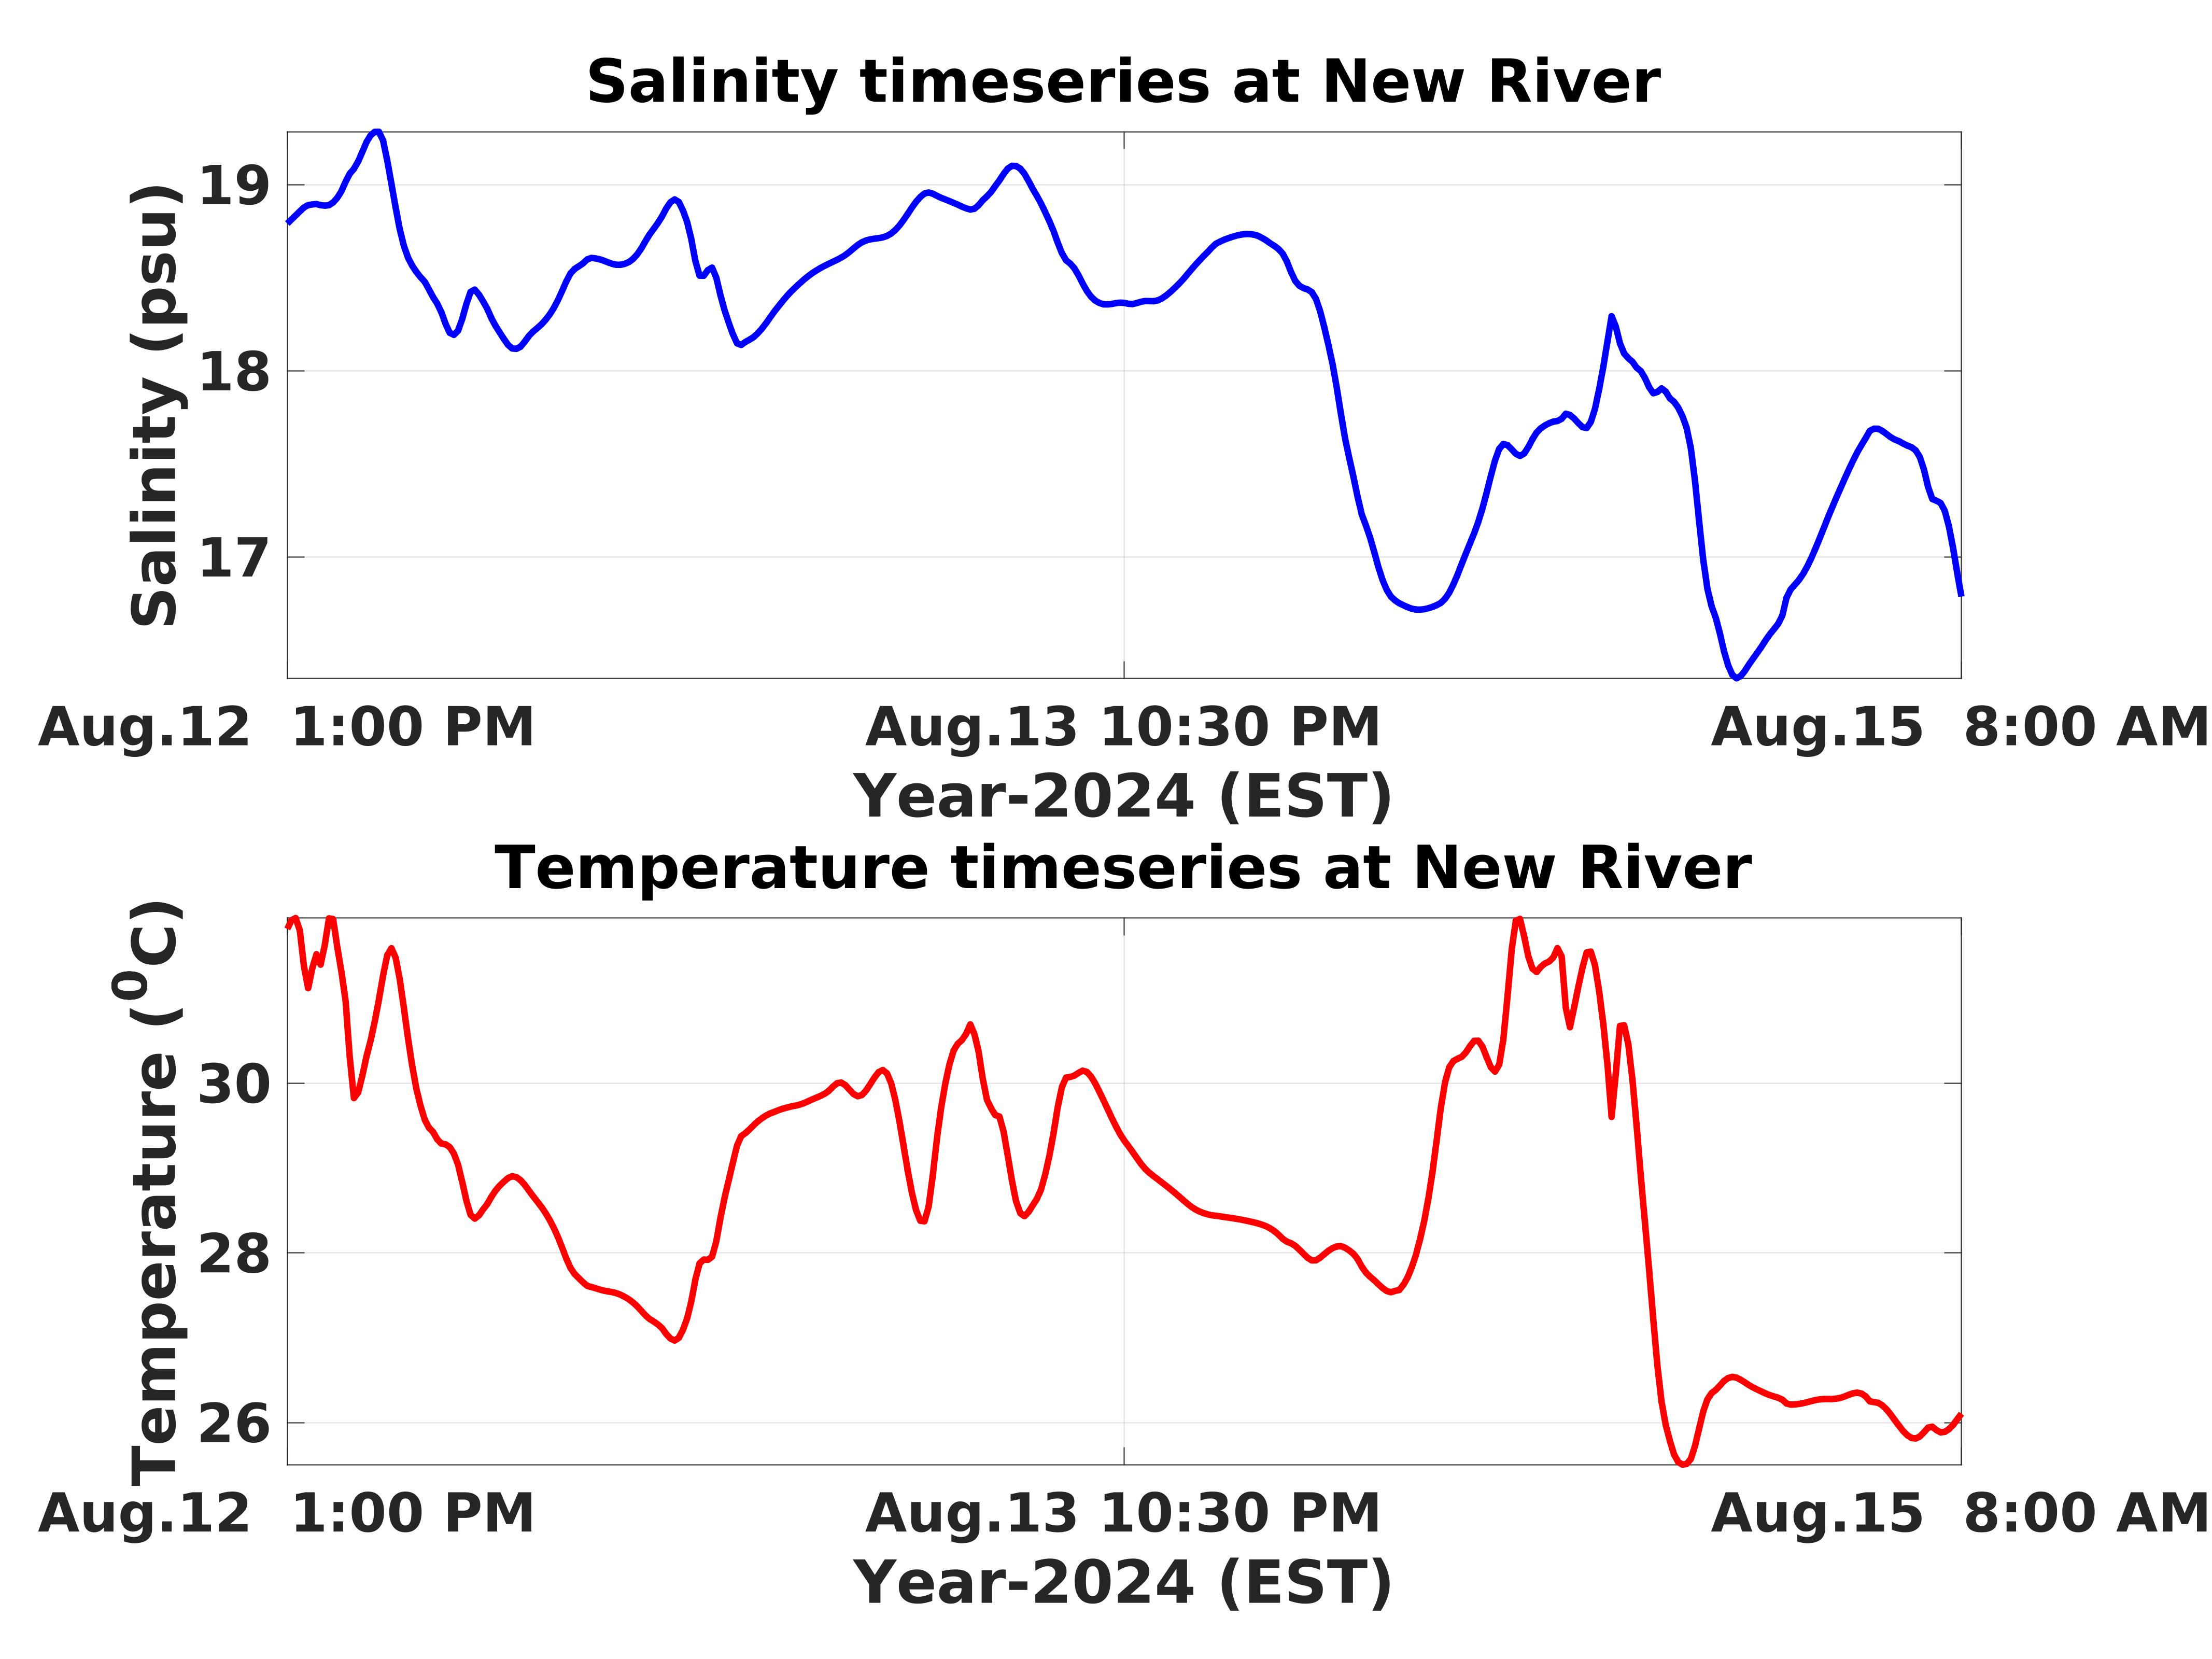 Salinity timeseries at New River
Salinity (psu)
19
18
17
Aug.12 1:00 PM
Aug.13 10:30 PM
Aug.15 8:00 AM
Year-2024 (EST)
Temperature timeseries at New River
Temperature (⁰C)
30
28
26
Aug.12 1:00 PM
Aug.13 10:30 PM
Aug.15 8:00 AM
Year-2024 (EST)